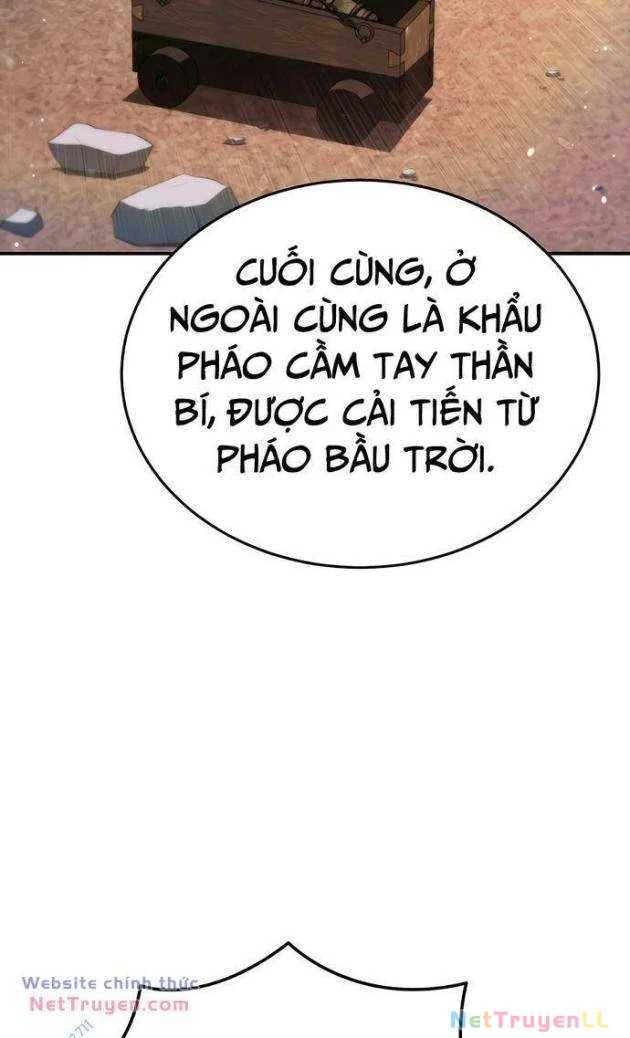 CUỐI CÙNG, Ở
NGOÀI CÙNG LÀ KHẨU
PHÁO CẦM TAY THẦN
BÍ, ĐƯỢC CẢI TIẾN TỪ
PHÁO BẦU TRỜI.
Website chính thức
NetTruyen.com
NetTruyenLL